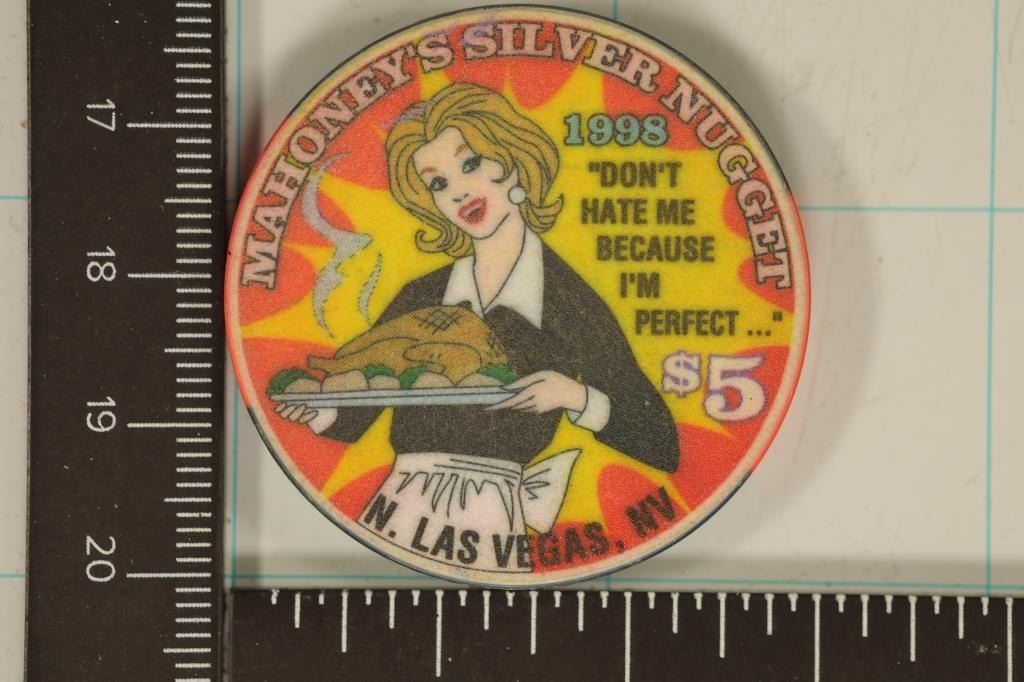 MAHONEY'S SILVER NUGGET
1998
"DON'T
HATE ME
BECAUSE
I'M
PERFECT ..."
$5
N. LAS VEGAS, NV
17
18
19
20